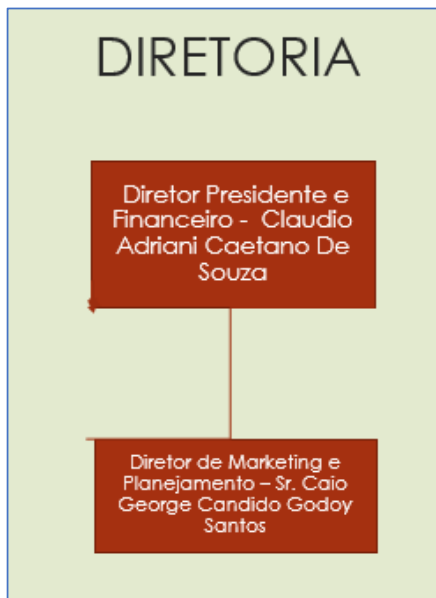 DIRETORIA
Diretor Presidente e
Financeiro - Claudio
Adriani Caetano De
Souza
Diretor de Marketing e
Planejamento – Sr. Caio
George Candido Godoy
Santos